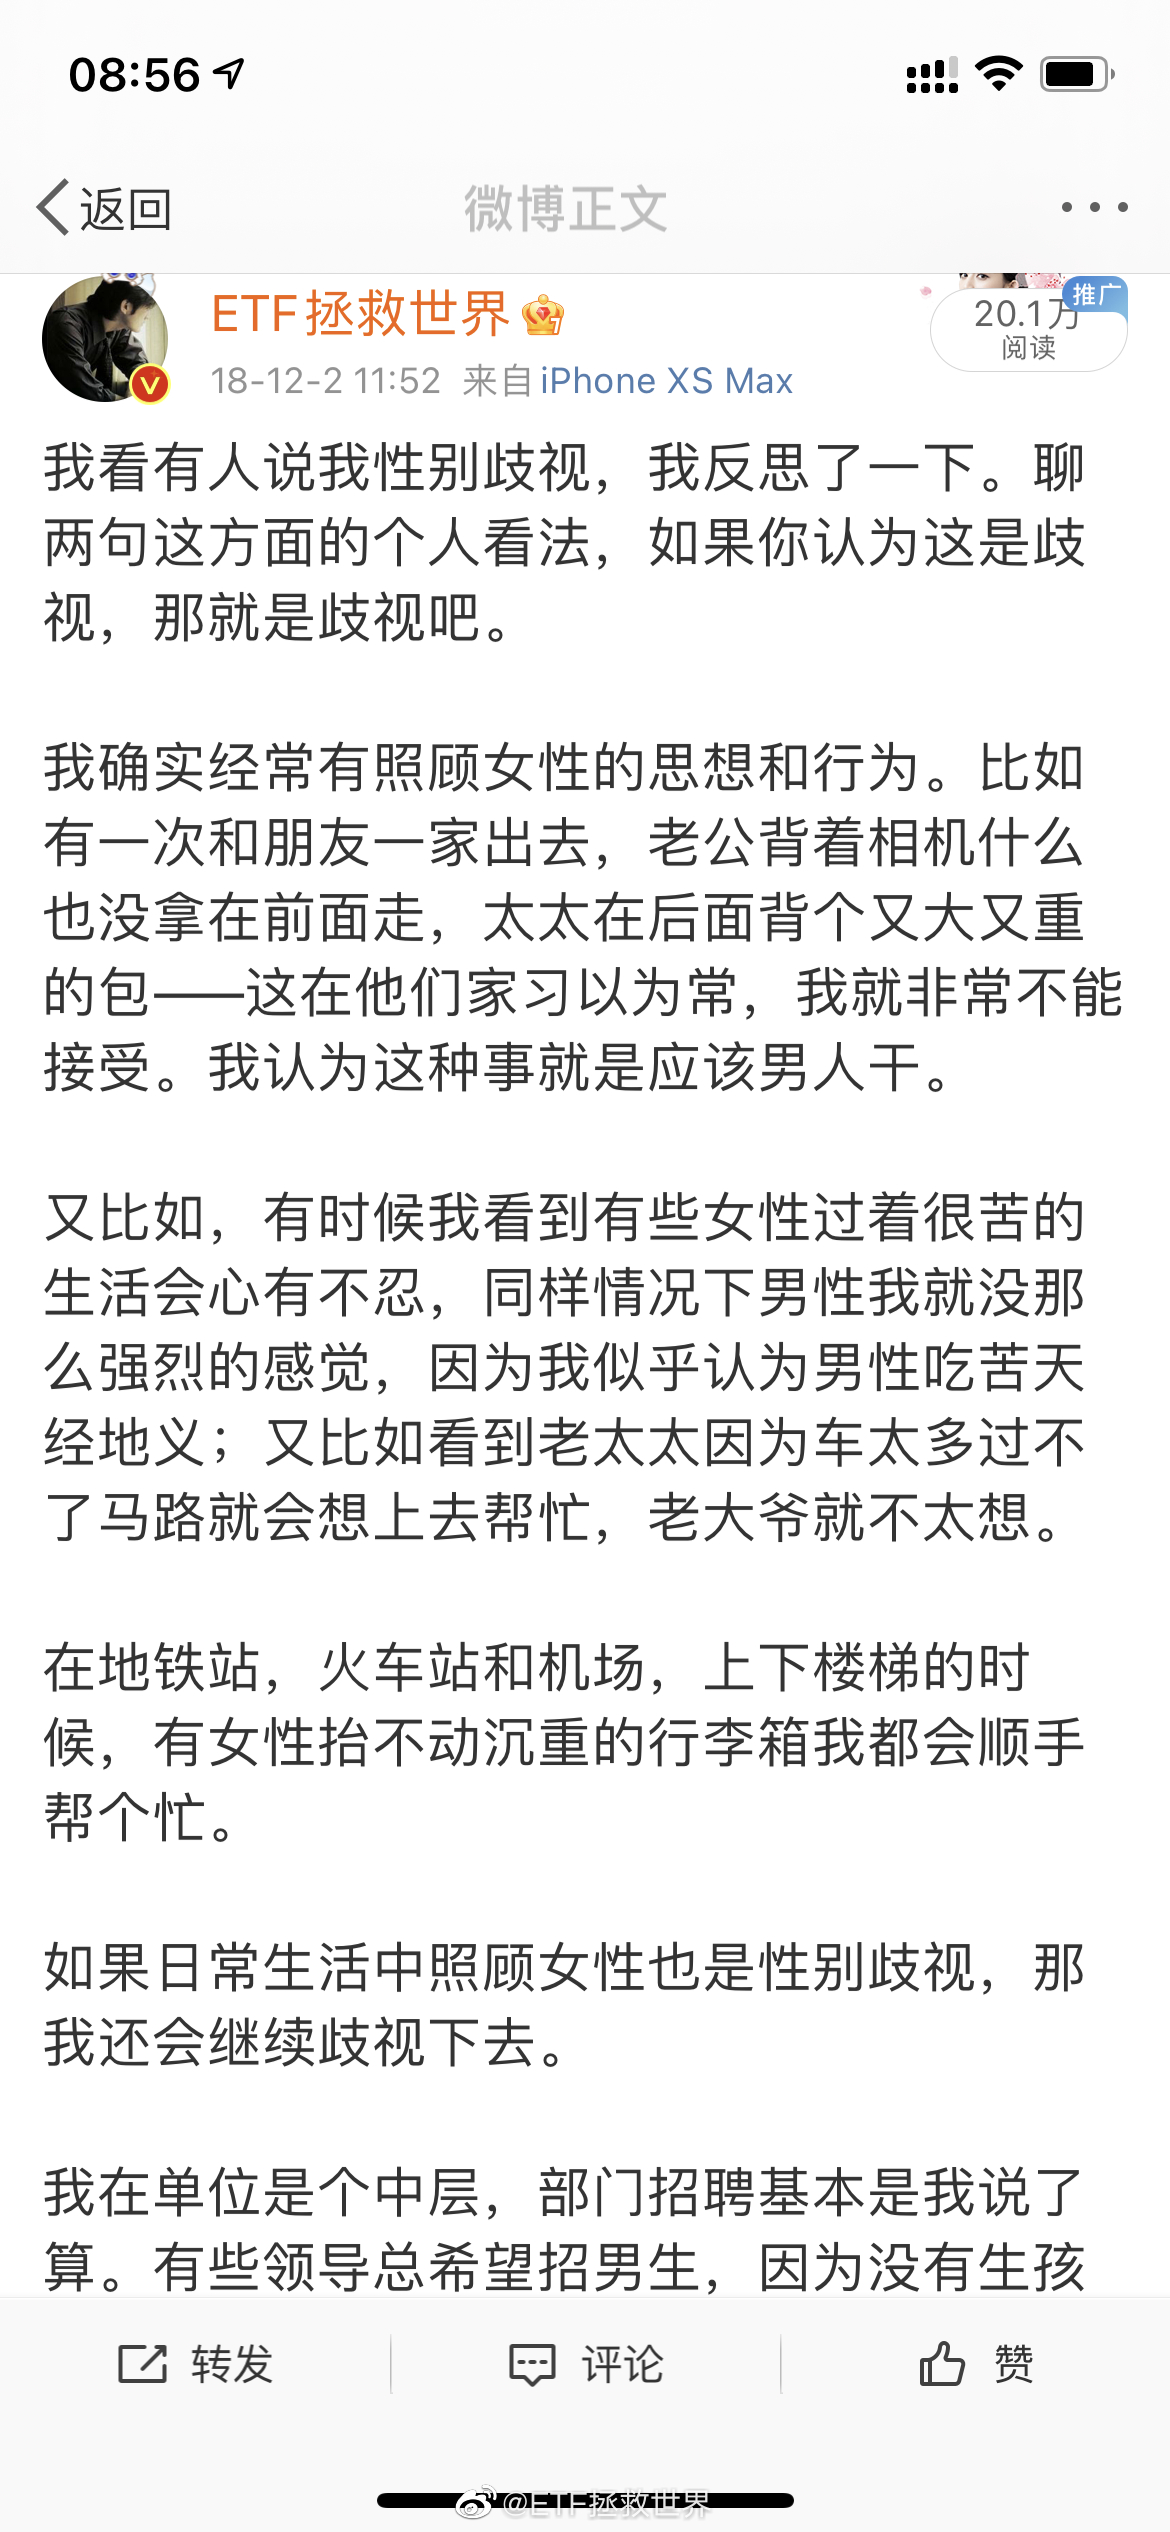 08:56
返回
微博正文
ETF拯救世界
推广
20.1万
阅读
18-12-2 11:52 来自 iPhone XS Max
我看有人说我性别歧视，我反思了一下。聊
两句这方面的个人看法，如果你认为这是歧
视，那就是歧视吧。
我确实经常有照顾女性的思想和行为。比如
有一次和朋友一家出去，老公背着相机什么
也没拿在前面走，太太在后面背个又大又重
的包——这在他们家习以为常，我就非常不能
接受。我认为这种事就是应该男人干。
又比如，有时候我看到有些女性过着很苦的
生活会心有不忍，同样情况下男性我就没那
么强烈的感觉，因为我似乎认为男性吃苦天
经地义；又比如看到老太太因为车太多过不
了马路就会想上去帮忙，老大爷就不太想。
在地铁站，火车站和机场，上下楼梯的时
候，有女性抬不动沉重的行李箱我都会顺手
帮个忙。
如果日常生活中照顾女性也是性别歧视，那
我还会继续歧视下去。
我在单位是个中层，部门招聘基本是我说了
算。有些领导总希望招男生，因为没有生孩
转发
评论
赞
@ETF拯救世界